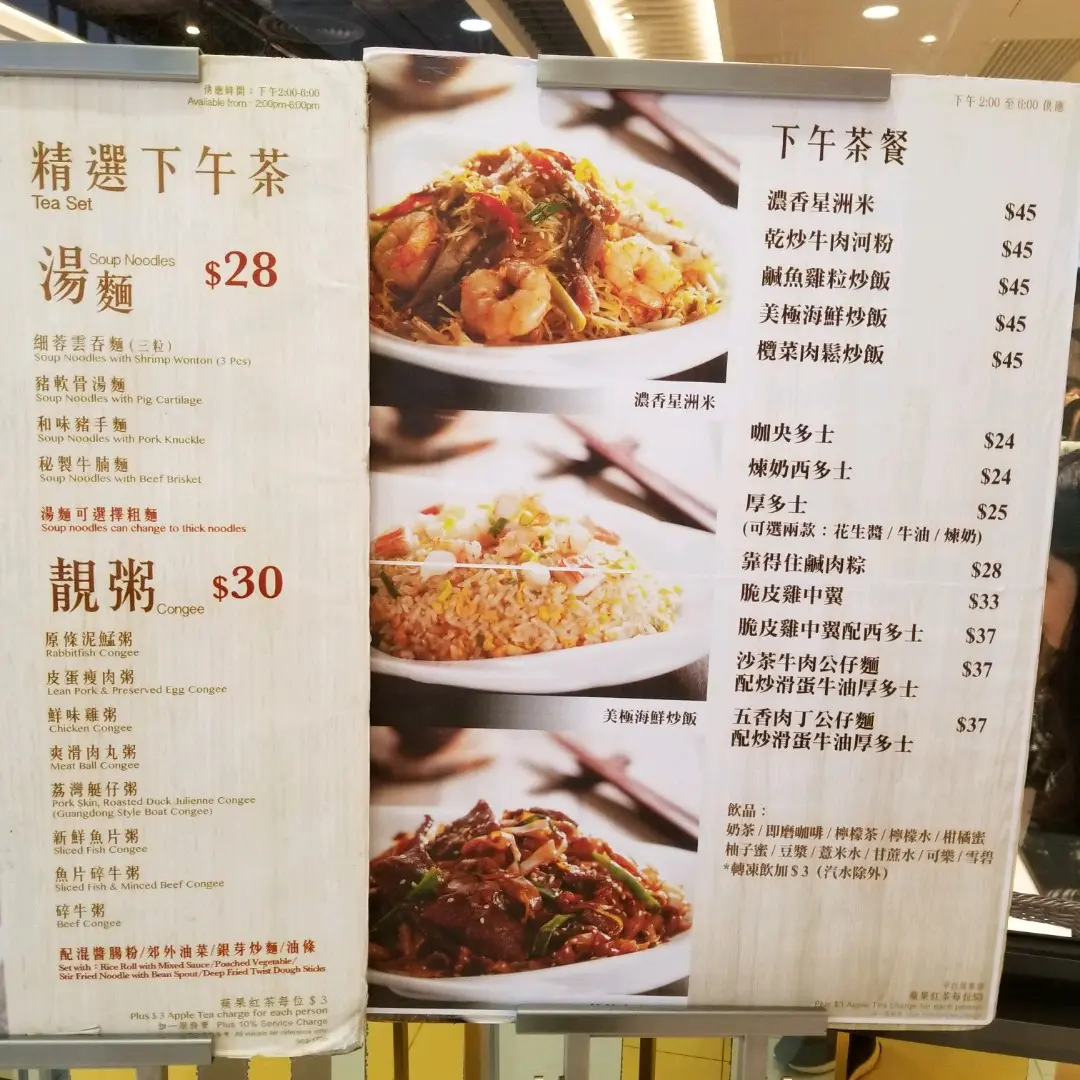 供應時間：下午2:00-6:00
Available from : 2:00pm-6:00pm
精選下午茶
Tea Set
湯麵
Soup Noodles
$28
細蓉雲吞麵(三粒)
Soup Noodles with Shrimp Wonton (3 Pcs)
豬軟骨湯麵
Soup Noodles with Pig Cartilage
和味豬手麵
Soup Noodles with Pork Knuckle
秘製牛腩麵
Soup Noodles with Beef Brisket
湯麵可選擇粗麵
Soup noodles can change to thick noodles
靚粥
Congee
$30
原條泥鯭粥
Rabbitfish Congee
皮蛋瘦肉粥
Lean Pork & Preserved Egg Congee
鮮味雞粥
Chicken Congee
爽滑肉丸粥
Meat Ball Congee
荔灣艇仔粥
Pork Skin, Roasted Duck Julienne Congee
(Guangdong Style Boat Congee)
新鮮魚片粥
Sliced Fish Congee
魚片碎牛粥
Sliced Fish & Minced Beef Congee
碎牛粥
Beef Congee
配混醬腸粉/郊外油菜/銀芽炒麵/油條
Set with : Rice Roll with Mixed Sauce/Poached Vegetable/
Stir Fried Noodle with Bean Spout/Deep Fried Twist Dough Sticks
蘋果紅茶每位$3
Plus $3 Apple Tea charge for each person
加一服務費 Plus 10% Service Charge
濃香星洲米
美極海鮮炒飯
下午2:00 至 6:00 供應
下午茶餐
濃香星洲米 $45
乾炒牛肉河粉 $45
鹹魚雞粒炒飯 $45
美極海鮮炒飯 $45
欖菜肉鬆炒飯 $45
咖央多士 $24
煉奶西多士 $24
厚多士 $25
(可選兩款：花生醬 / 牛油 / 煉奶)
靠得住鹹肉粽 $28
脆皮雞中翼 $33
脆皮雞中翼配西多士 $37
沙茶牛肉公仔麵 $37
配炒滑蛋牛油厚多士
五香肉丁公仔麵 $37
配炒滑蛋牛油厚多士
飲品：
奶茶 / 即磨咖啡 / 檸檬茶 / 檸檬水 / 柑橘蜜
柚子蜜 / 豆漿 / 薏米水 / 甘蔗水 / 可樂 / 雪碧
*轉凍飲加$3（汽水除外）
蘋果紅茶每位$3
Plus $3 Apple Tea charge for each person